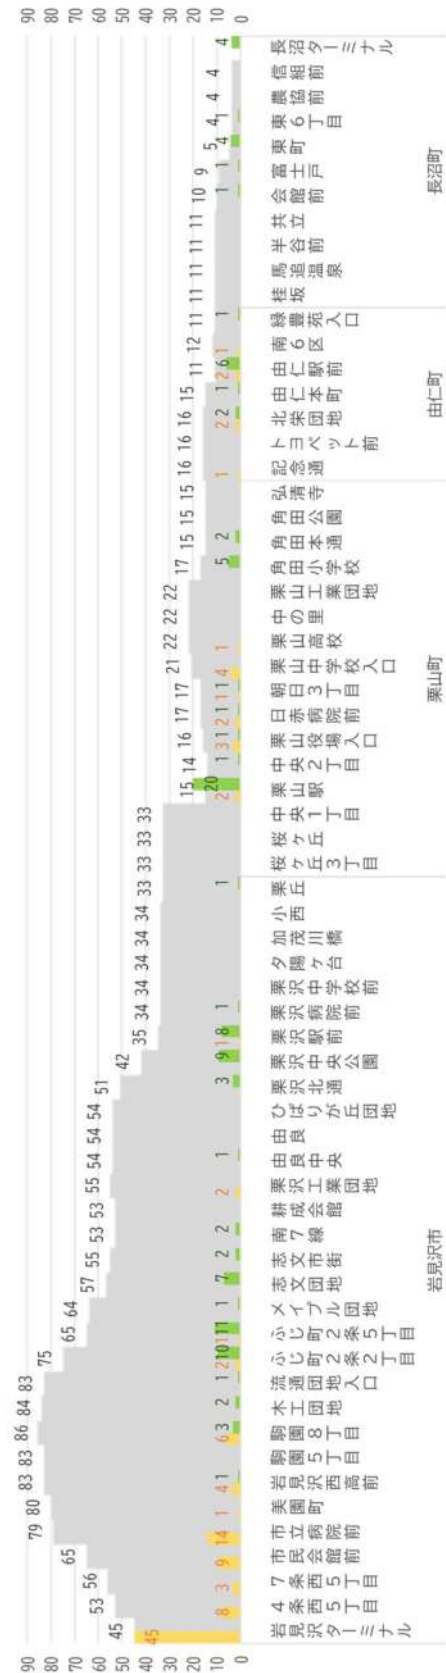 90
80
70
60
50
40
30
20
10
0
45 53 56 65 79 80 83 83 86 84 83 75 65 64 57 55 53 53 55 54 54 54 51 42 35 34 34 34 34 34 33 33 33 33 15 14 16 17 17 21 22 22 22 17 15 15 15 16 16 16 15 11 12 11 11 11 11 11 10 9 5 4 4 4
45 8 3 9 14 1 4 1 6 3 2 1 2 10 1 11 1 7 2 2 2 1 3 9 1 8 1 1 2 20 1 3 1 2 1 1 1 4 1 5 2 1 2 2 1 2 6 1 1 1 1 4 1 4
岩見沢ターミナル
4条西5丁目
7条西5丁目
市民会館前
市立病院前
美園町
岩見沢西高前
駒園5丁目
駒園8丁目
木工団地
流通団地入口
ふじ町2条2丁目
ふじ町2条5丁目
メイプル団地
志文団地
志文市街
南7線
耕成会館
栗沢工業団地
由良中央
由良
ひばりが丘団地
栗沢北通
栗沢中央公園
栗沢駅前
栗沢病院前
栗沢中学校前
夕陽ヶ台
加茂川橋
小西
栗丘
桜ヶ丘3丁目
桜ヶ丘
中央1丁目
栗山駅
中央2丁目
栗山役場入口
日赤病院前
朝日3丁目
栗山中学校入口
栗山高校
中の里
栗山工業団地
角田小学校
角田本通
角田公園
弘清寺
記念通
トヨペット前
北栄団地
由仁本町
由仁駅前
南6区
緑豊苑入口
桂坂
馬追温泉
半谷前
共立
会館前
富士戸
東町
東6丁目
農協前
信組前
長沼ターミナル
岩見沢市
栗山町
由仁町
長沼町
90
80
70
60
50
40
30
20
10
0